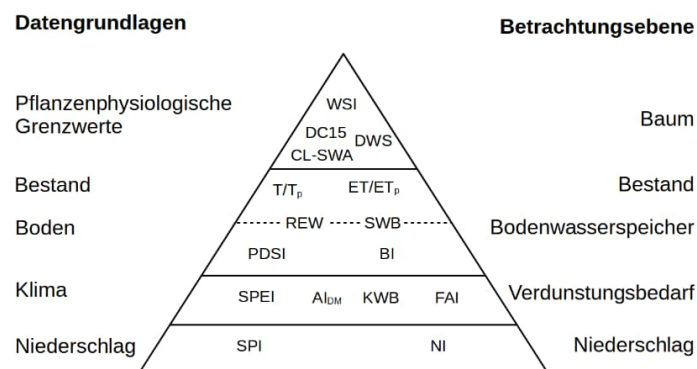 Datengrundlagen
Betrachtungsebene
WSI
Pflanzenphysiologische
Grenzwerte
DC15
DWS
CL-SWA
Baum
Bestand
T/Tp
ET/ETp
Bestand
Boden
REW
SWB
Bodenwasserspeicher
PDSI
BI
Klima
SPEI
AIDM
KWB
FAI
Verdunstungsbedarf
Niederschlag
SPI
NI
Niederschlag